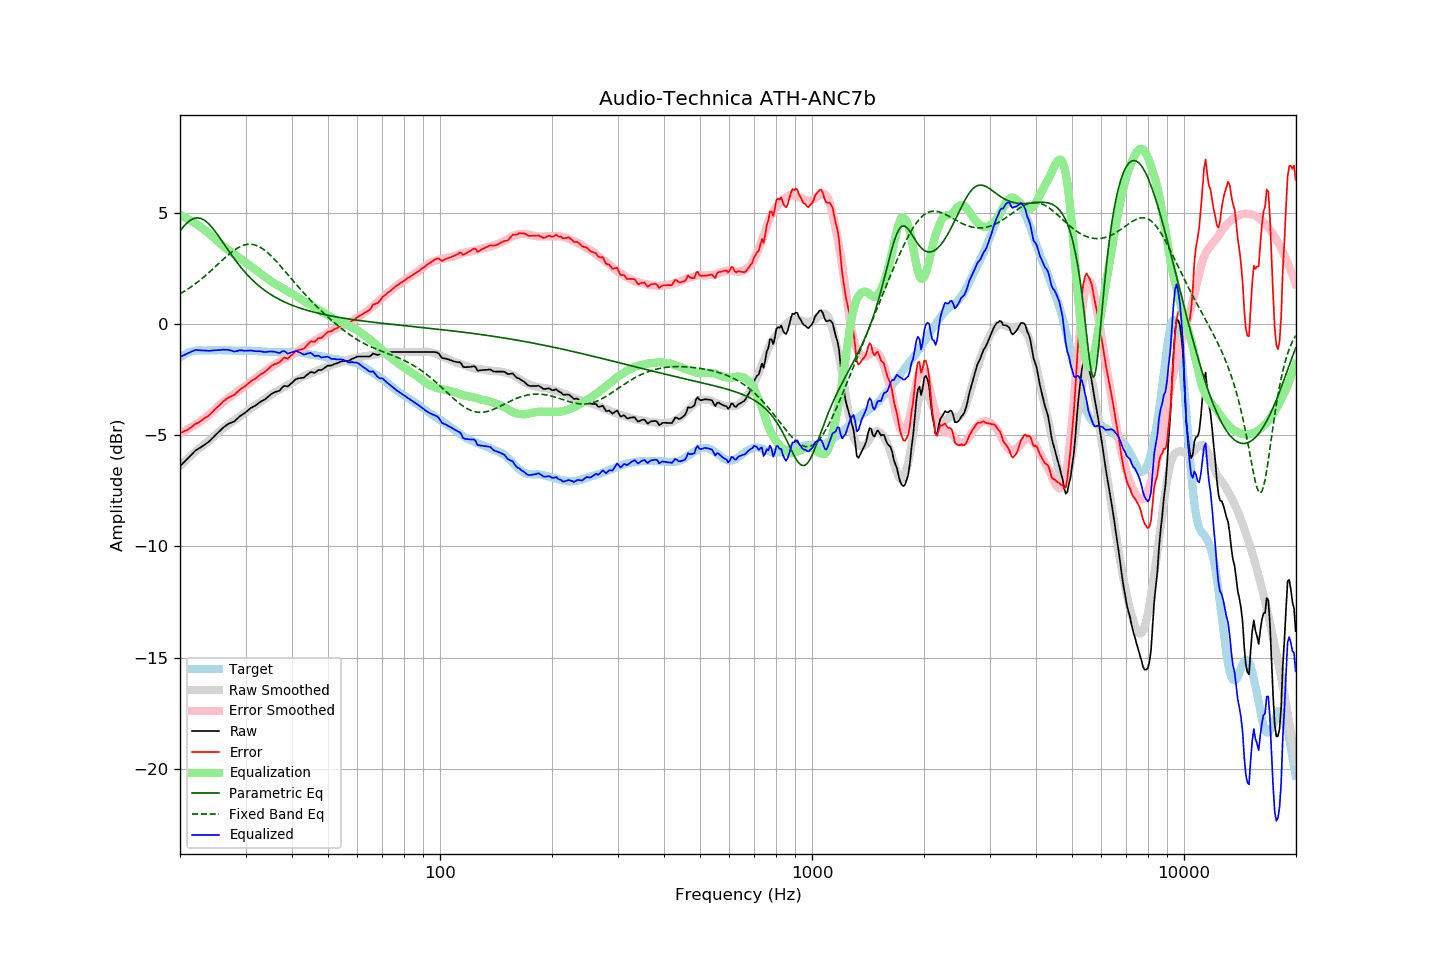 Audio-Technica ATH-ANC7b
Amplitude (dBr)
5
0
−5
−10
−15
−20
Target
Raw Smoothed
Error Smoothed
Raw
Error
Equalization
Parametric Eq
Fixed Band Eq
Equalized
100
1000
10000
Frequency (Hz)